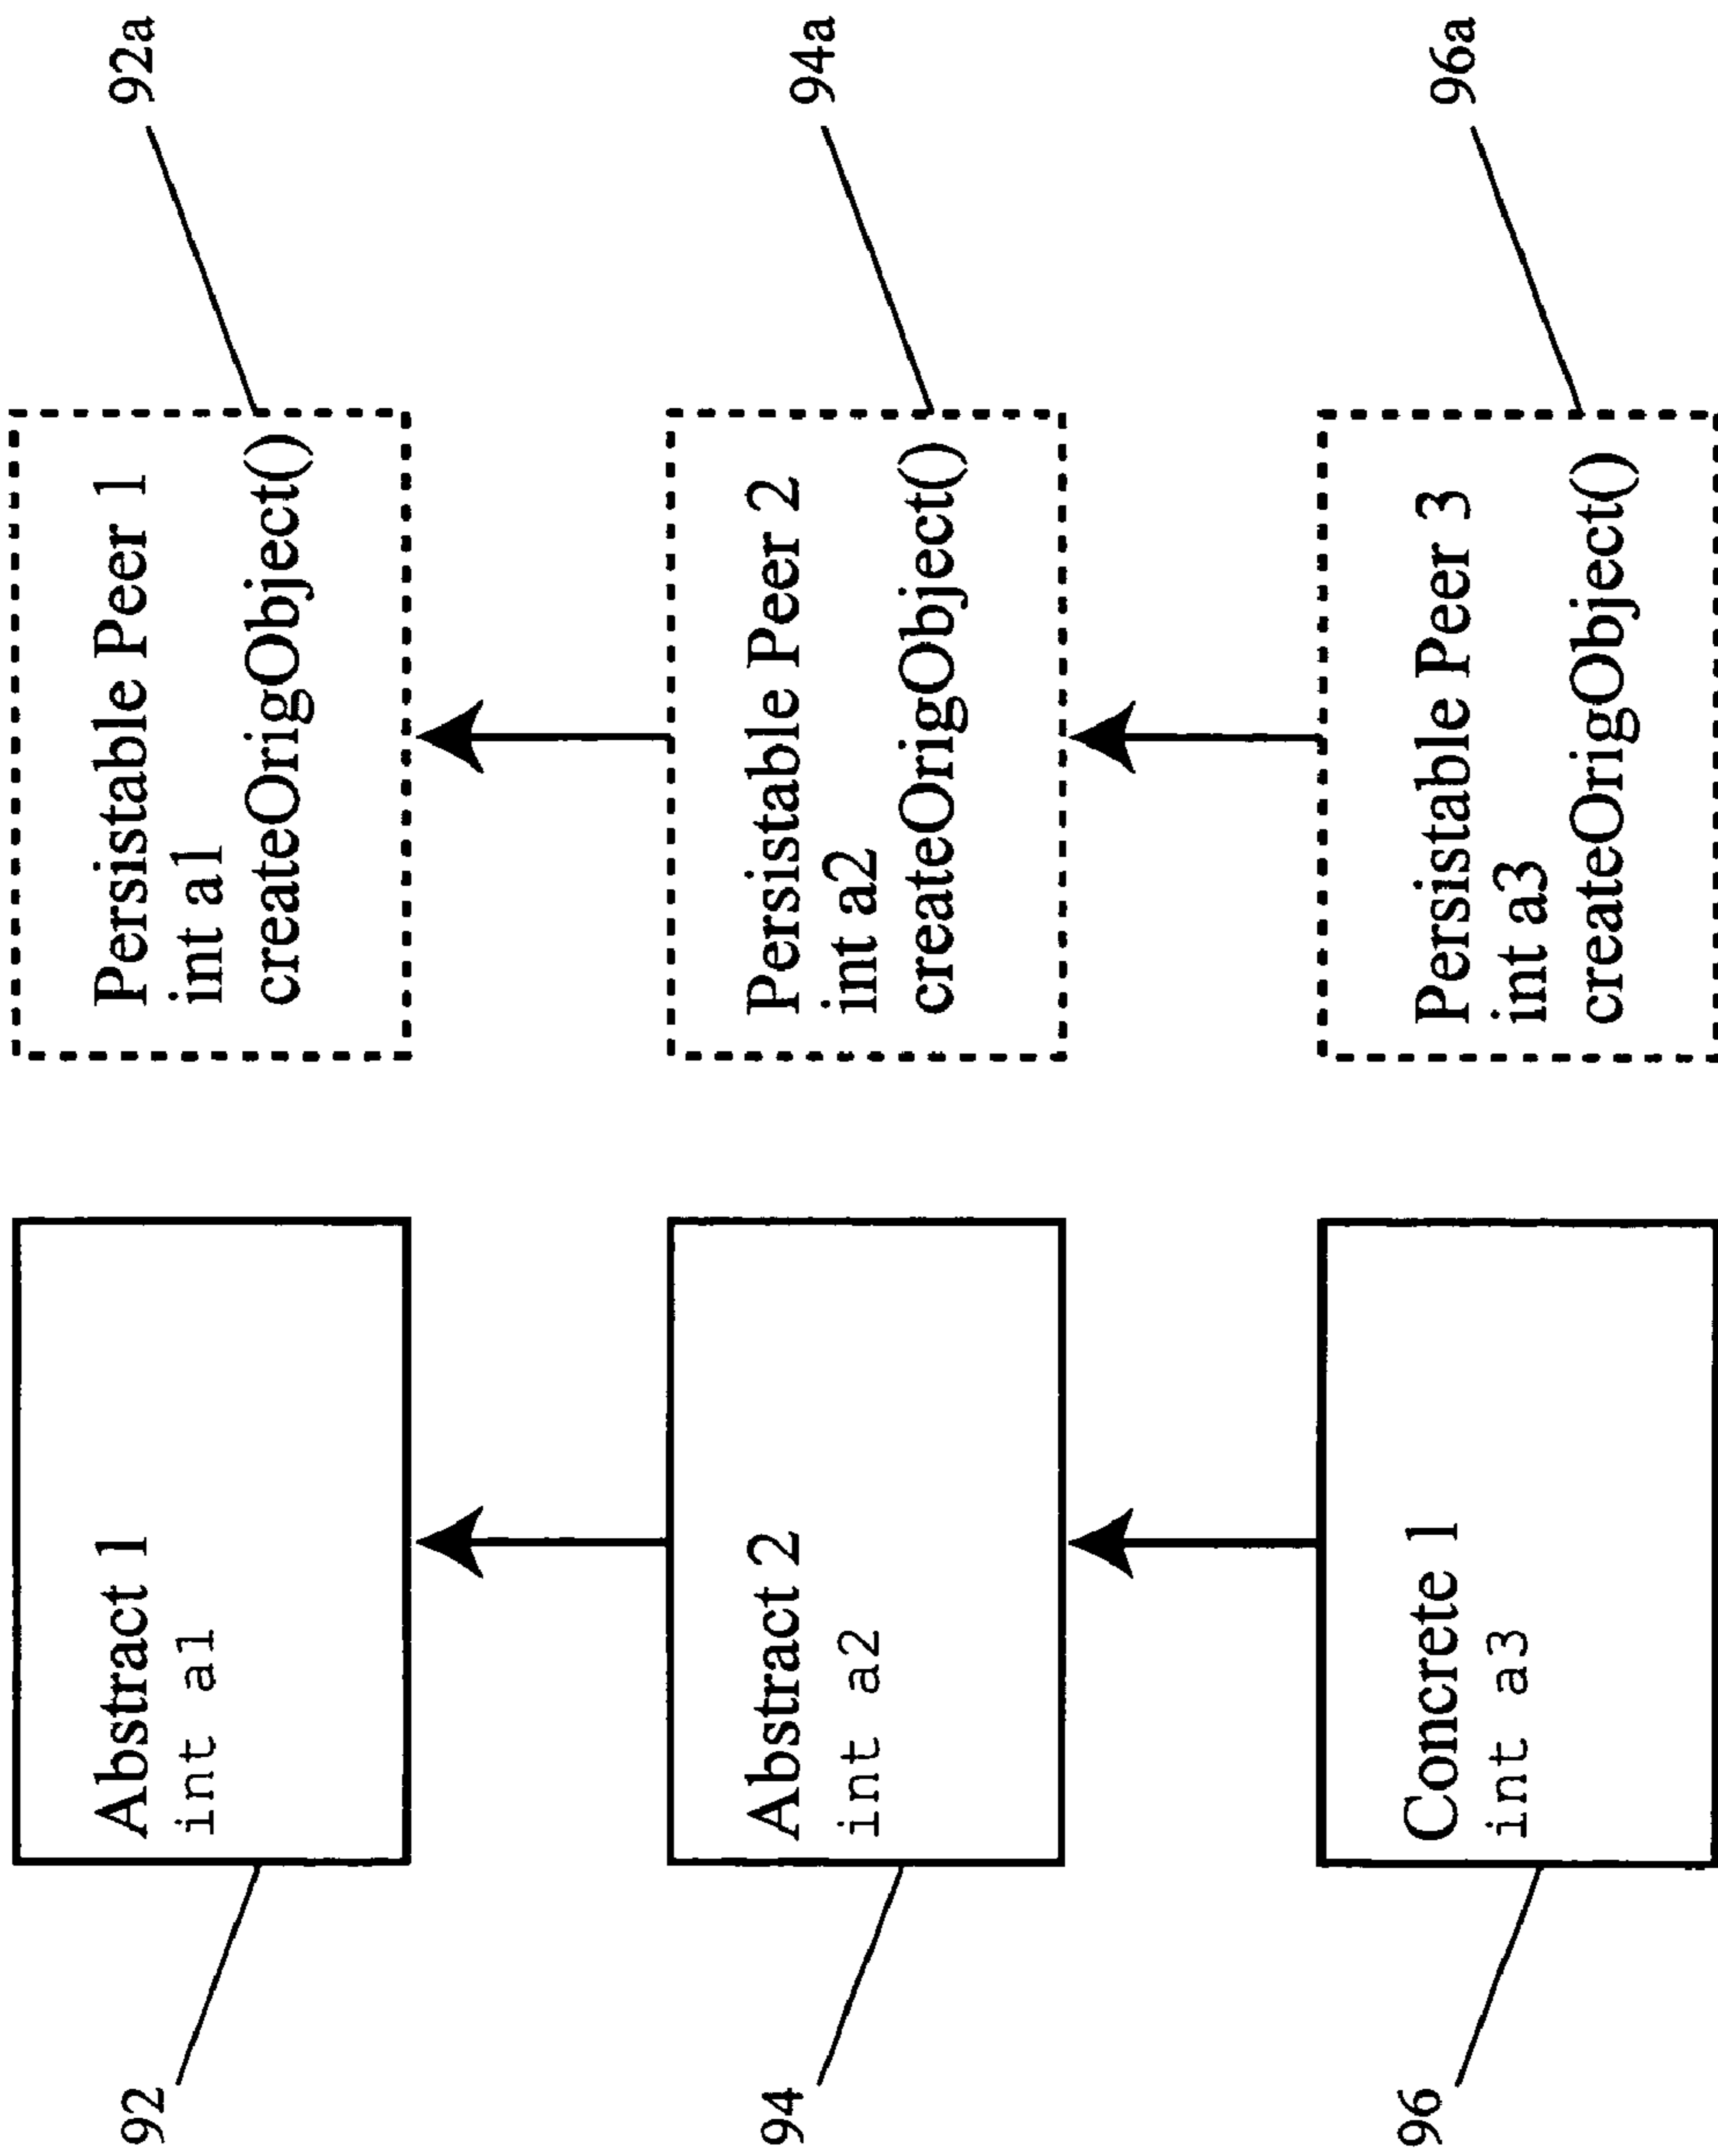 92
Abstract 1
int a1
Persistable Peer 1
int a1
createOrigObject()
92a
94
Abstract 2
int a2
Persistable Peer 2
int a2
createOrigObject()
94a
96
Concrete 1
int a3
Persistable Peer 3
int a3
createOrigObject()
96a